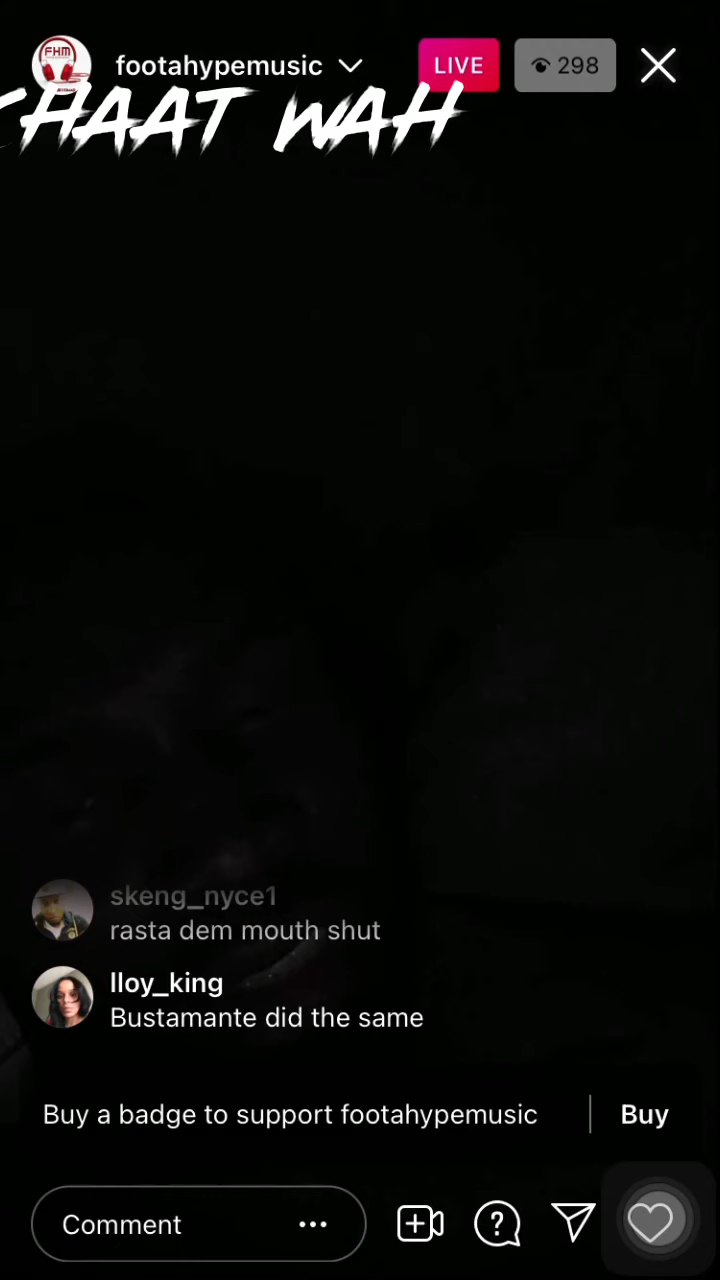 FHM
footahypemusic
LIVE
298
HAAT WAH
skeng_nyce1
rasta dem mouth shut
lloy_king
Bustamante did the same
Buy a badge to support footahypemusic
Buy
Comment